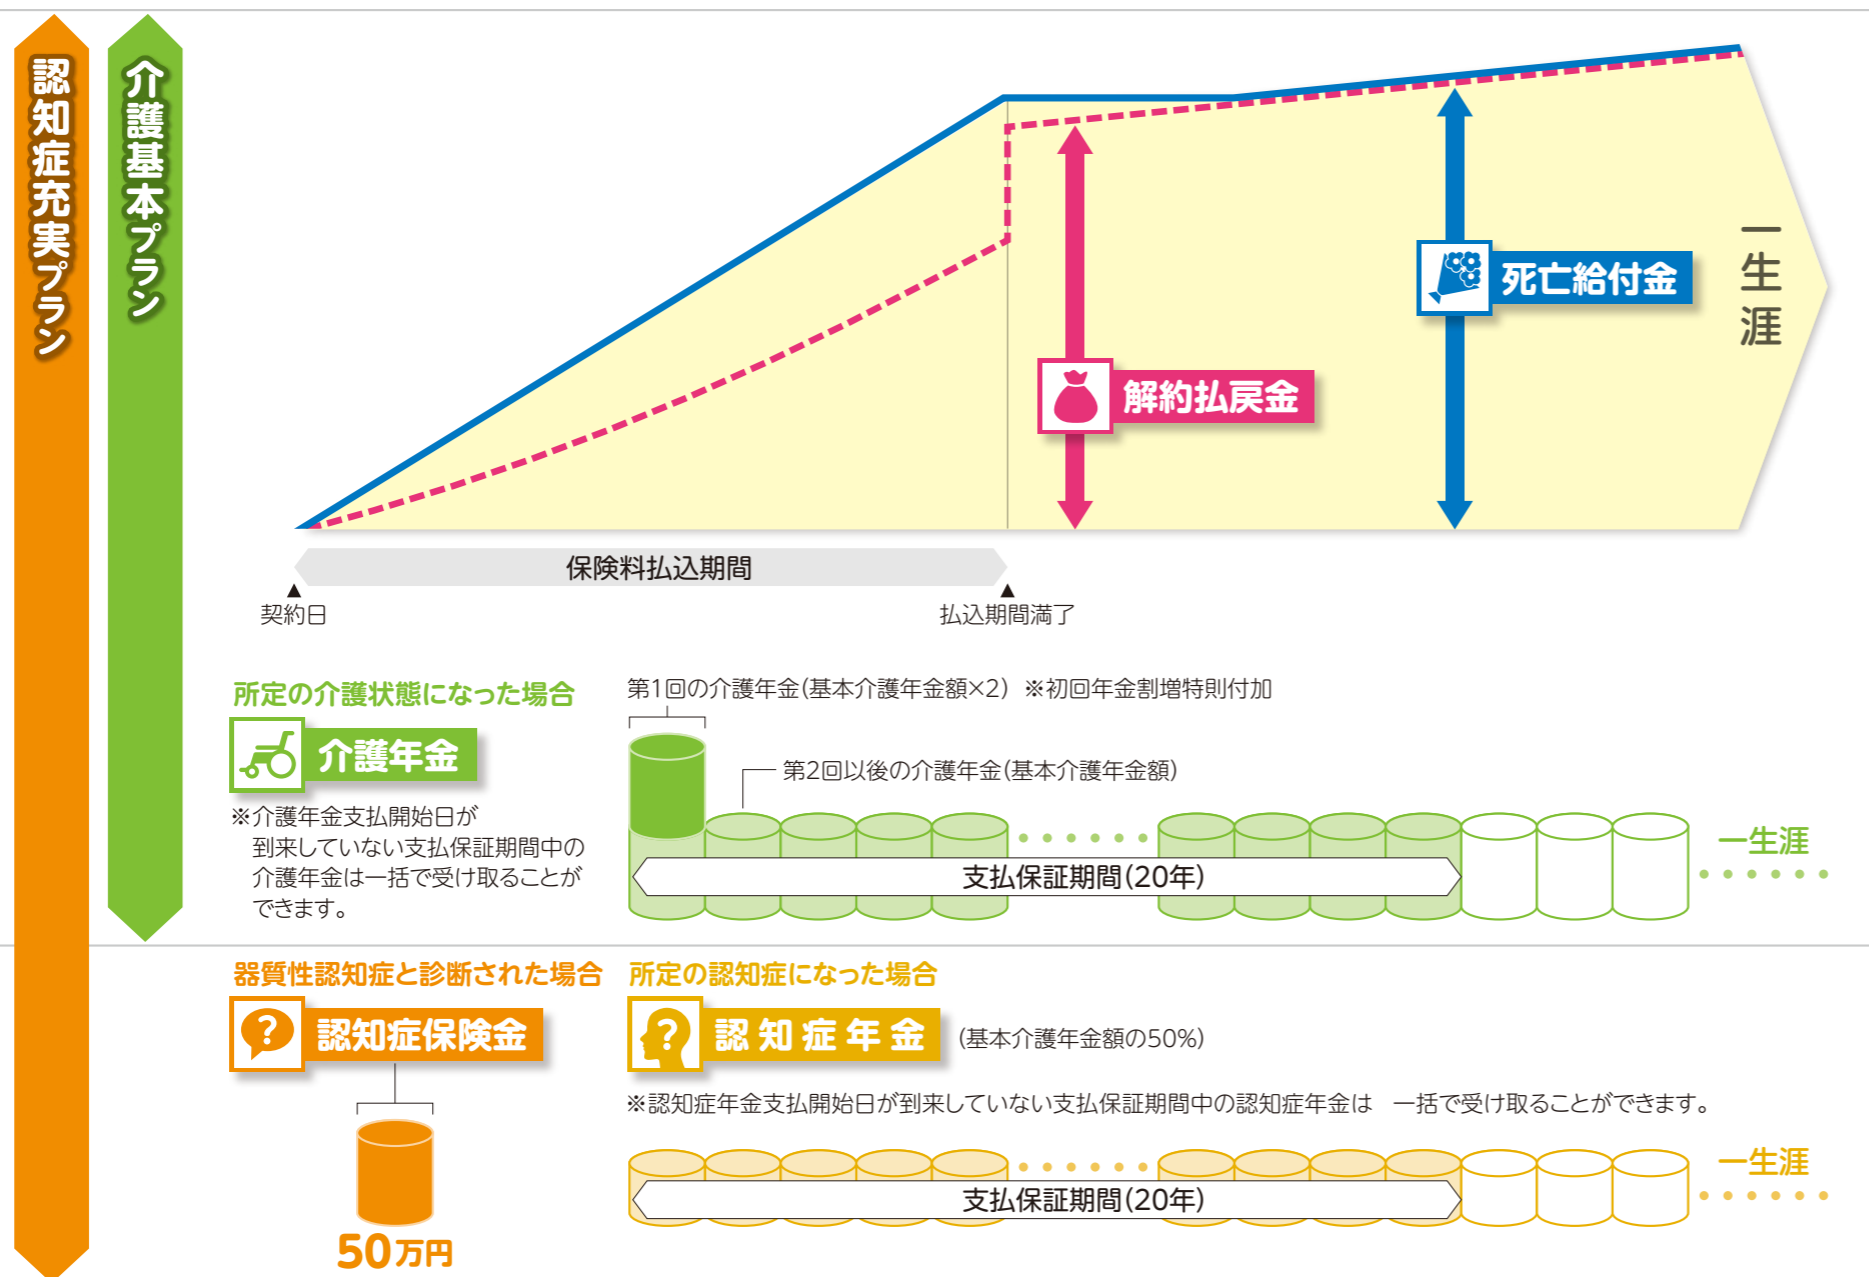 認知症充実プラン
介護基本プラン
一生涯
死亡給付金
解約払戻金
保険料払込期間
▲
契約日
▲
払込期間満了
所定の介護状態になった場合
介護年金
※介護年金支払開始日が
到来していない支払保証期間中の
介護年金は一括で受け取ることが
できます。
第1回の介護年金(基本介護年金額×2) ※初回年金割増特則付加
第2回以後の介護年金(基本介護年金額)
支払保証期間(20年)
一生涯
器質性認知症と診断された場合
?
認知症保険金
50万円
所定の認知症になった場合
?
認知症年金
(基本介護年金額の50%)
※認知症年金支払開始日が到来していない支払保証期間中の認知症年金は 一括で受け取ることができます。
支払保証期間(20年)
一生涯